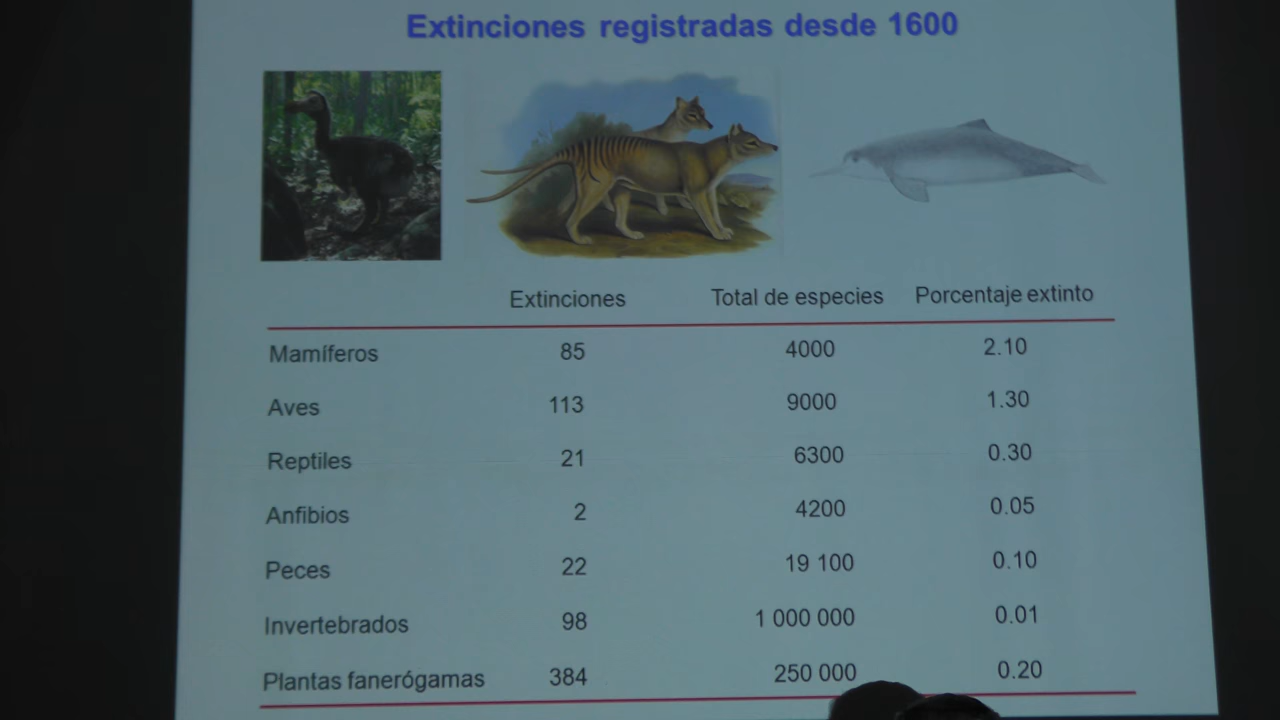 Extinciones registradas desde 1600
Extinciones Total de especies Porcentaje extinto
Mamíferos 85 4000 2.10
Aves 113 9000 1.30
Reptiles 21 6300 0.30
Anfibios 2 4200 0.05
Peces 22 19 100 0.10
Invertebrados 98 1 000 000 0.01
Plantas fanerógamas 384 250 000 0.20